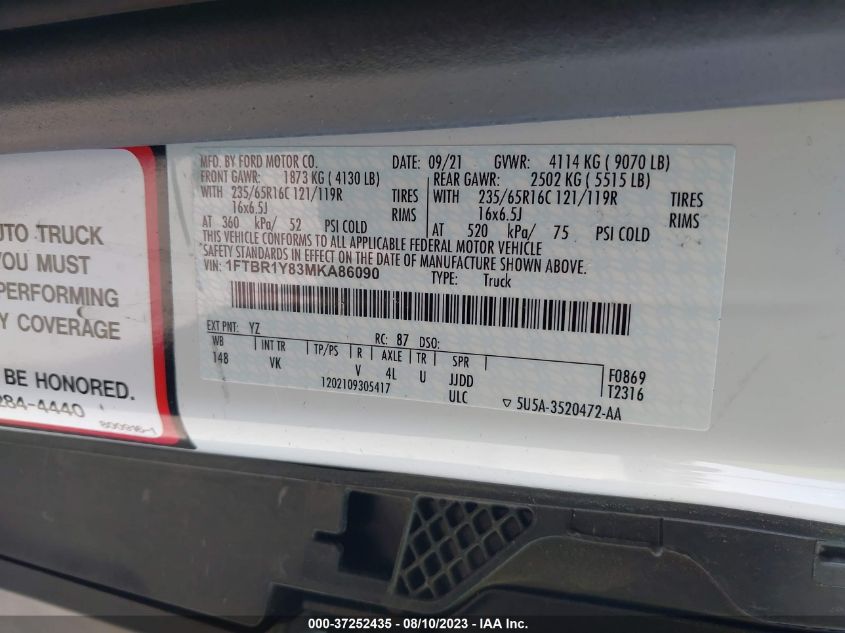 MFD. BY FORD MOTOR CO. DATE: 09/21 GVWR: 4114 KG ( 9070 LB)
FRONT GAWR: 1873 KG ( 4130 LB) REAR GAWR: 2502 KG ( 5515 LB)
WITH 235/65R16C 121/119R TIRES WITH 235/65R16C 121/119R TIRES
16x6.5J RIMS 16x6.5J RIMS
AT 360 kPa/ 52 PSI COLD AT 520 kPa/ 75 PSI COLD
THIS VEHICLE CONFORMS TO ALL APPLICABLE FEDERAL MOTOR VEHICLE
SAFETY STANDARDS IN EFFECT ON THE DATE OF MANUFACTURE SHOWN ABOVE.
VIN: 1FTBR1Y83MKA86090
TYPE: Truck
EXT PNT: YZ RC: 87 DSO:
WB INT TR TP/PS R AXLE TR SPR
148 VK V 4L U JJDD
F0869
T2316
1202109305417 ULC
▽ 5U5A-3520472-AA
UTO TRUCK
YOU MUST
PERFORMING
Y COVERAGE
BE HONORED.
284-4440
800916-1
000-37252435 - 08/10/2023 - IAA Inc.